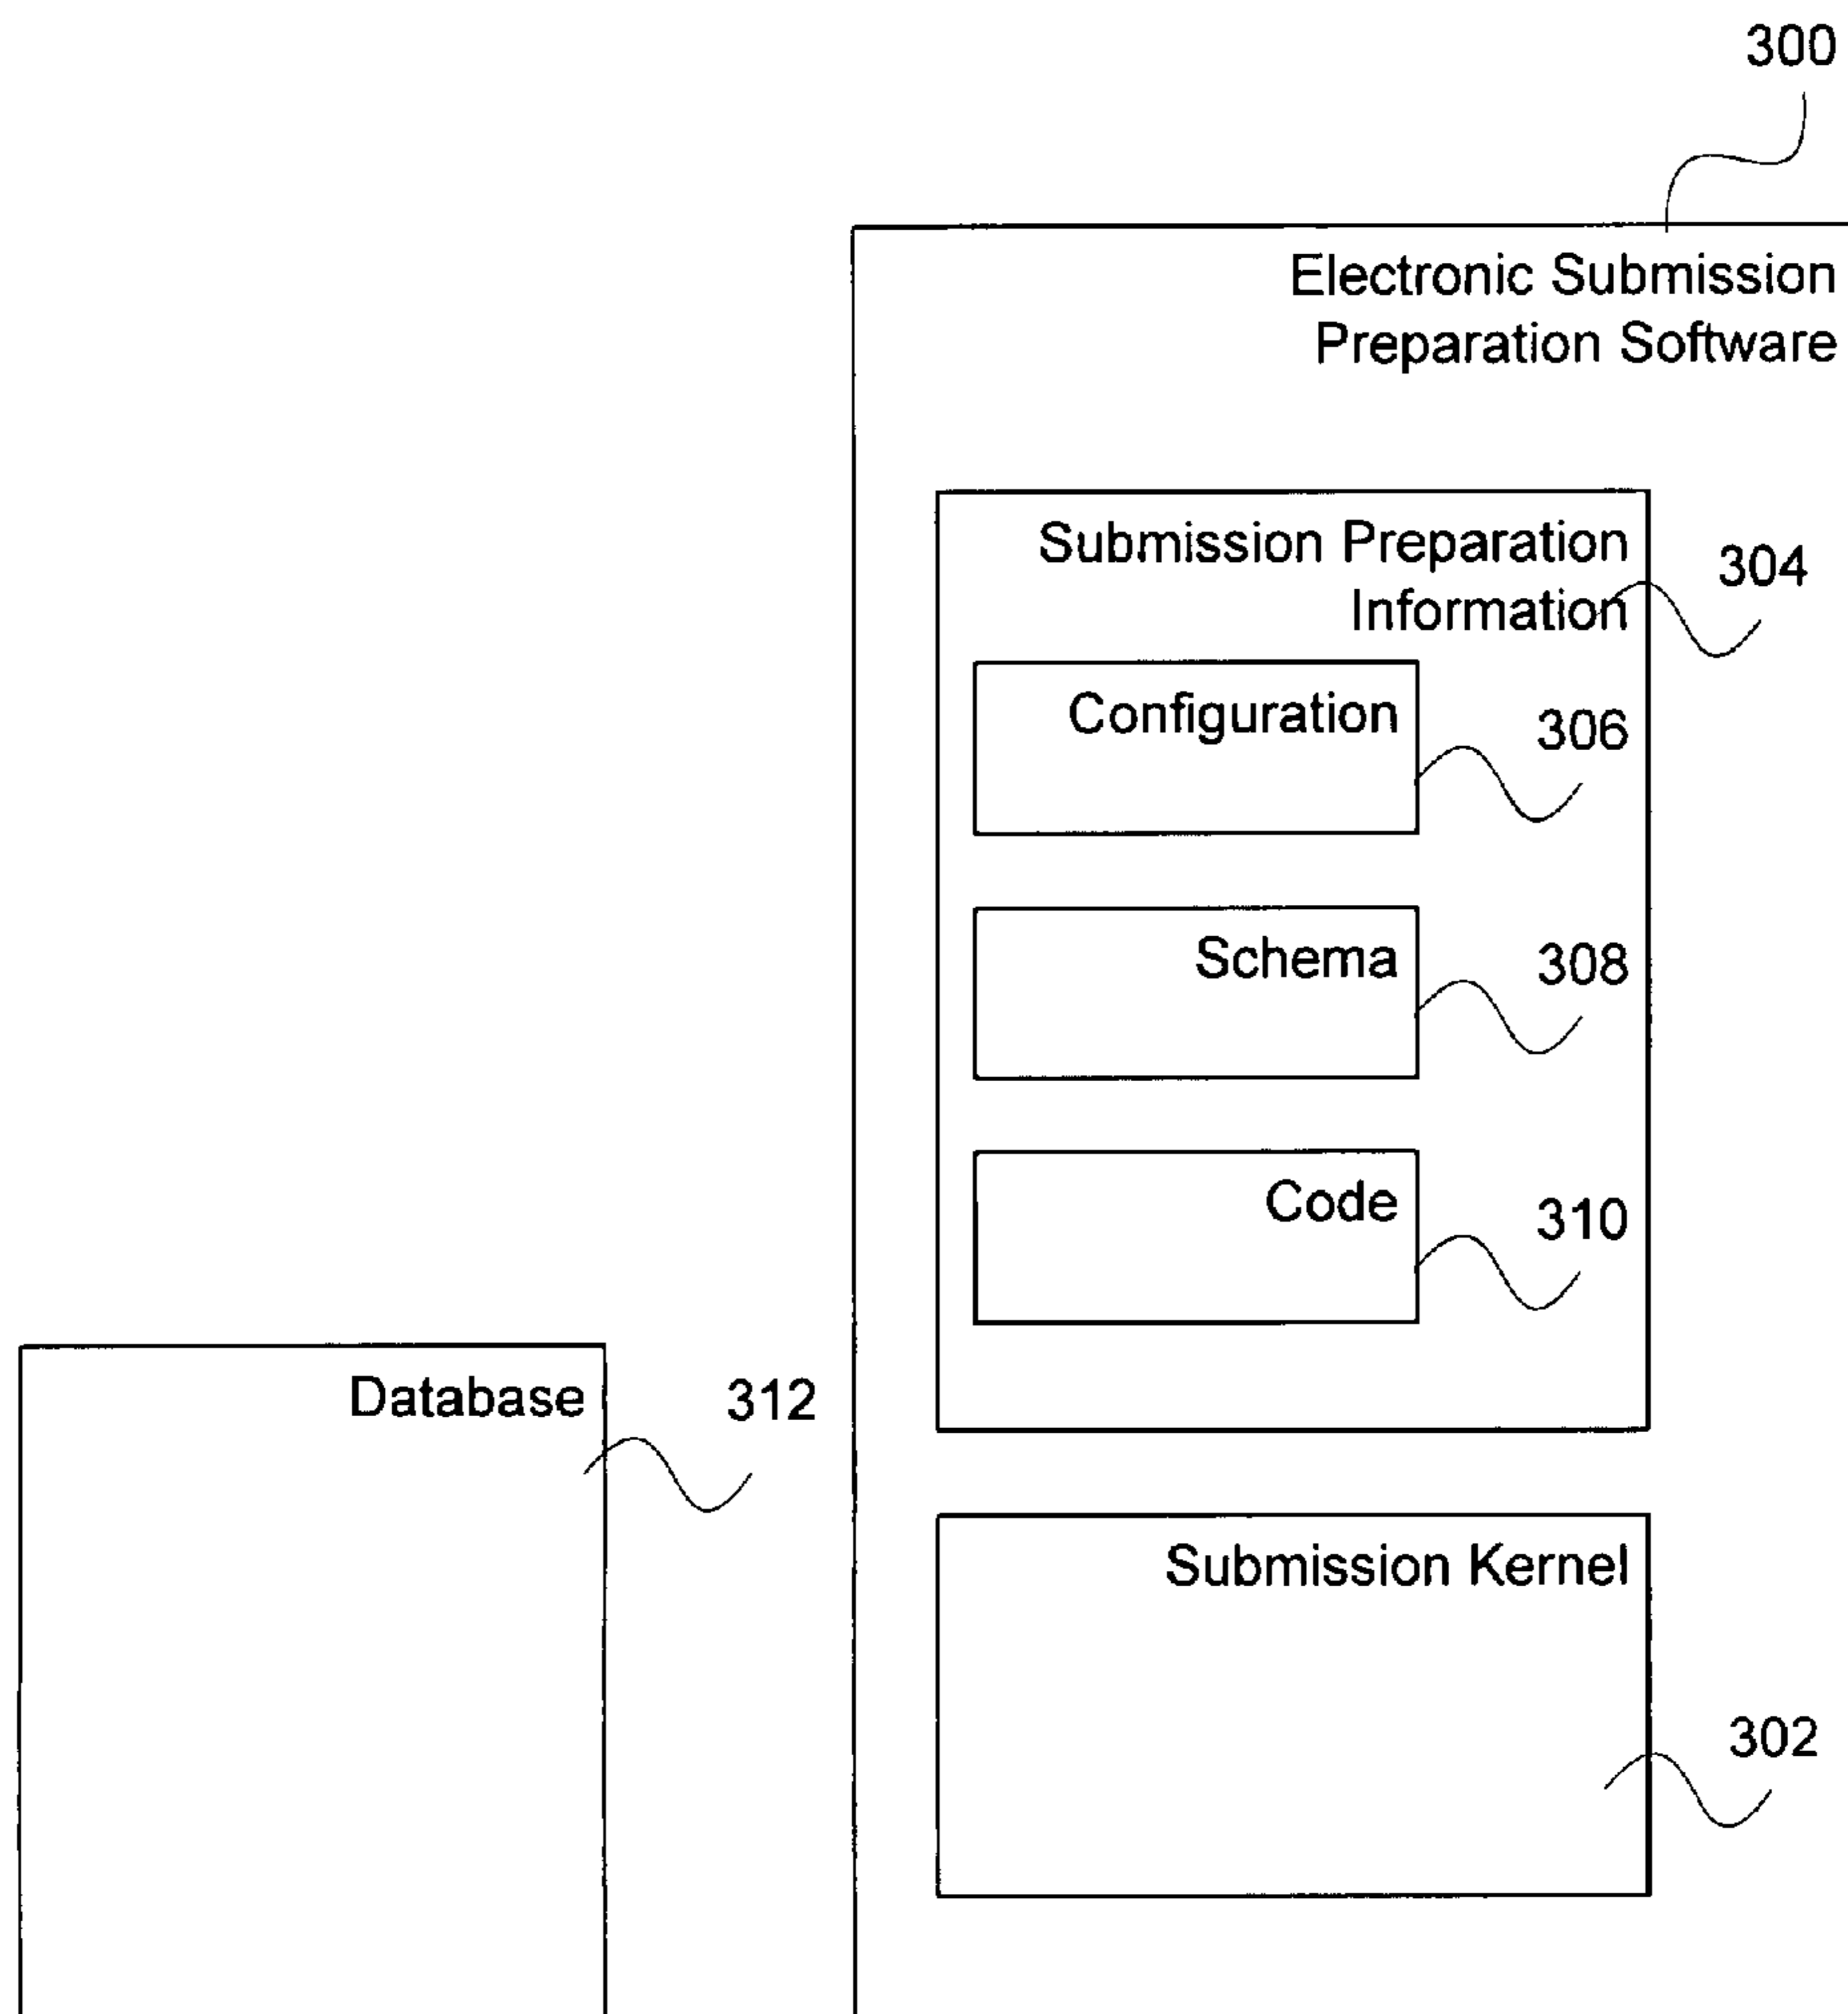 300
Electronic Submission
Preparation Software
Submission Preparation
Information
304
Configuration
306
Schema
308
Code
310
Database
312
Submission Kernel
302